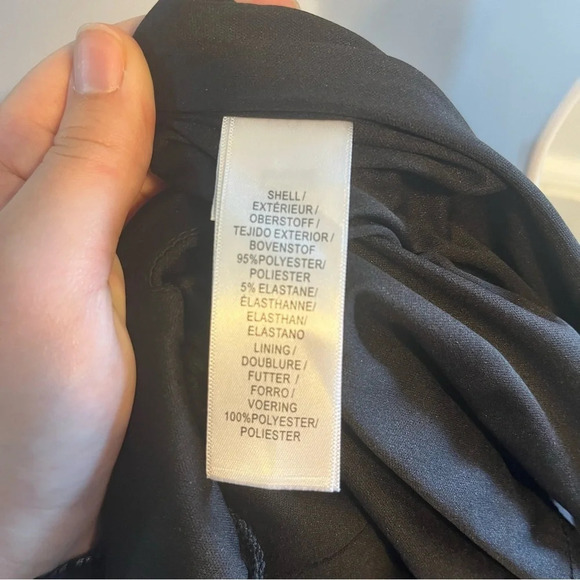 SHELL/
EXTÉRIEUR/
OBERSTOFF/
TEJIDO EXTERIOR/
BOVENSTOF
95%POLYESTER/
POLIESTER
5% ELASTANE/
ÉLASTHANNE/
ELASTHAN/
ELASTANO
LINING/
DOUBLURE/
FUTTER /
FORRO/
VOERING
100%POLYESTER/
POLIESTER